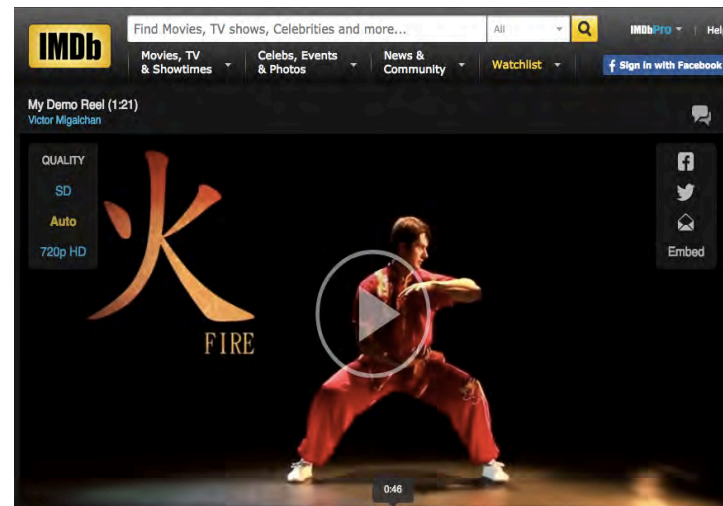 IMDb
Find Movies, TV shows, Celebrities and more...
All
IMDbPro
Hel
Movies, TV
& Showtimes
Celebs, Events
& Photos
News &
Community
Watchlist
f Sign in with Facebook
My Demo Reel (1:21)
Victor Migalchan
QUALITY
SD
Auto
720p HD
Embed
火
FIRE
0:46